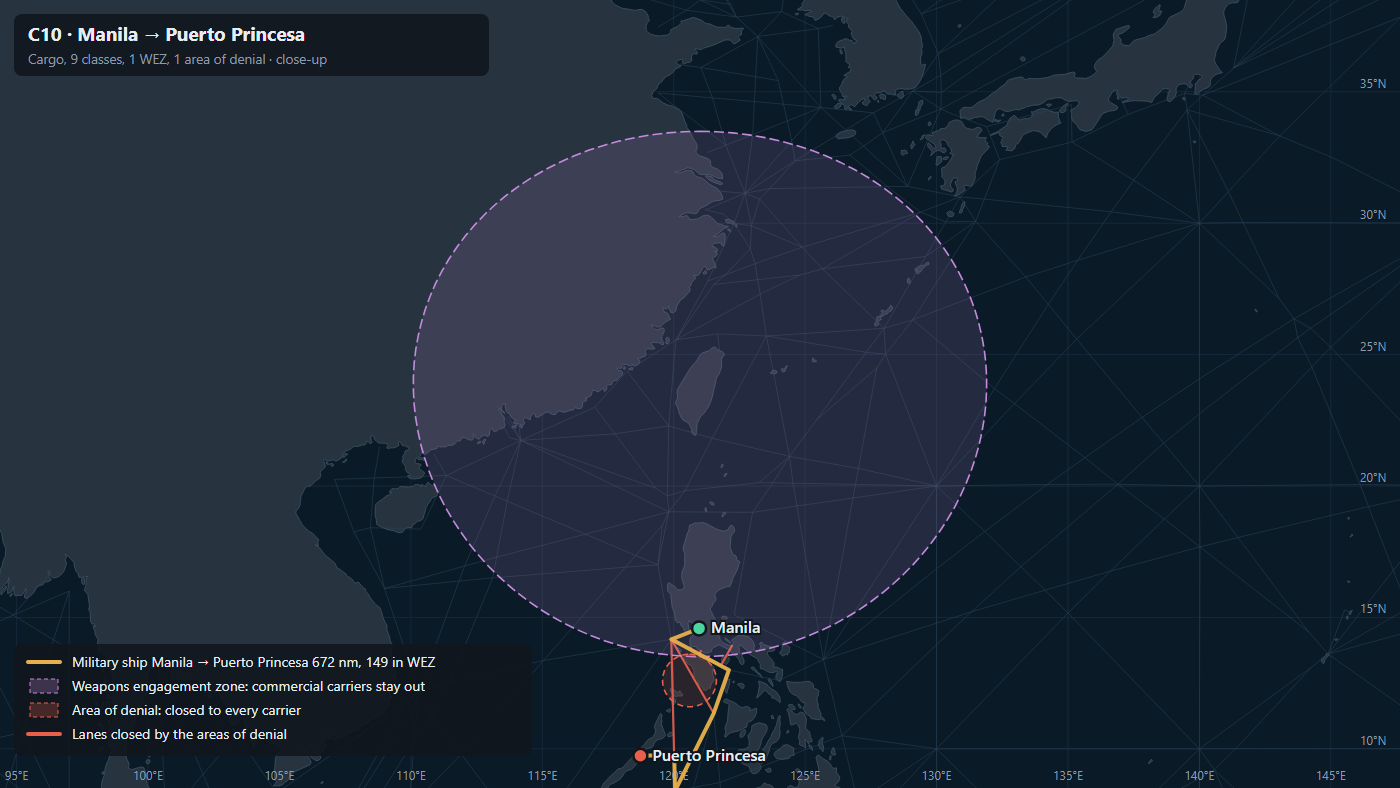 C10 · Manila → Puerto Princesa
Cargo, 9 classes, 1 WEZ, 1 area of denial · close-up
35°N
30°N
25°N
20°N
15°N
10°N
Manila
Puerto Princesa
Military ship Manila → Puerto Princesa 672 nm, 149 in WEZ
Weapons engagement zone: commercial carriers stay out
Area of denial: closed to every carrier
Lanes closed by the areas of denial
95°E
100°E
105°E
110°E
115°E
120°E
125°E
130°E
135°E
140°E
145°E